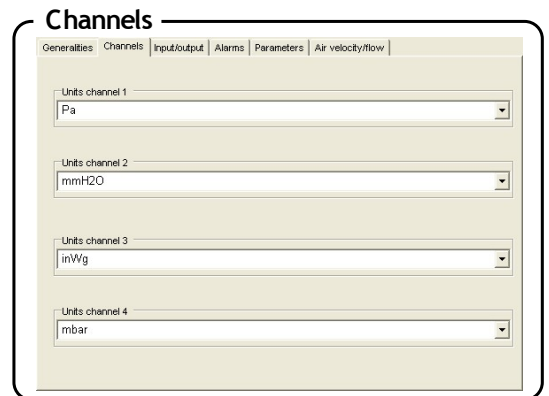 Channels
Generalities Channels Input/output Alarms Parameters Air velocity/flow
Units channel 1
Pa
Units channel 2
mmH2O
Units channel 3
inWg
Units channel 4
mbar